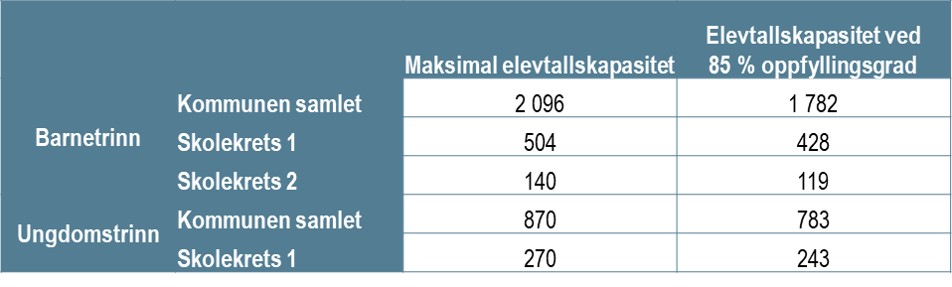 Maksimal elevtallskapasitet Elevtallskapasitet ved
85 % oppfyllingsgrad
Barnetrinn
Kommunen samlet 2 096 1 782
Skolekrets 1 504 428
Skolekrets 2 140 119
Ungdomstrinn
Kommunen samlet 870 783
Skolekrets 1 270 243